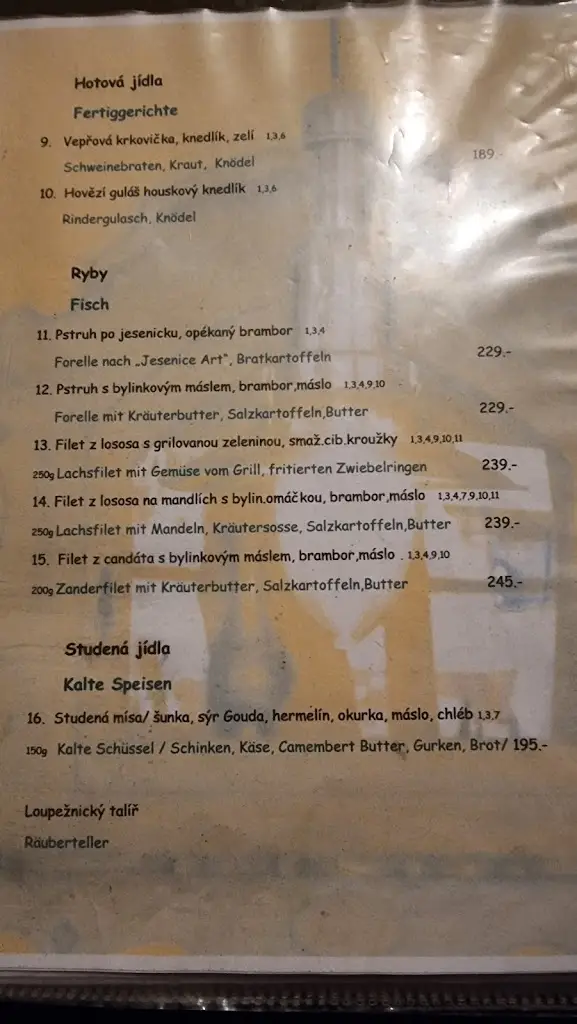 Hotová jídla
Fertiggerichte
9. Vepřová krkovička, knedlík, zelí 1,3,6
Schweinebraten, Kraut, Knödel 189.-
10. Hovězí guláš houskový knedlík 1,3,6
Rindergulasch, Knödel
Ryby
Fisch
11. Pstruh po jesenicku, opékaný brambor 1,3,4
Forelle nach „Jesenice Art", Bratkartoffeln 229.-
12. Pstruh s bylinkovým máslem, brambor,máslo 1,3,4,9,10
Forelle mit Kräuterbutter, Salzkartoffeln,Butter 229.-
13. Filet z lososa s grilovanou zeleninou, smaž.cib.kroužky 1,3,4,9,10,11
250g Lachsfilet mit Gemüse vom Grill, fritierten Zwiebelringen 239.-
14. Filet z lososa na mandlích s bylin.omáčkou, brambor,máslo 1,3,4,7,9,10,11
250g Lachsfilet mit Mandeln, Kräutersosse, Salzkartoffeln,Butter 239.-
15. Filet z candáta s bylinkovým máslem, brambor,máslo . 1,3,4,9,10
200g Zanderfilet mit Kräuterbutter, Salzkartoffeln,Butter 245.-
Studená jídla
Kalte Speisen
16. Studená mísa/ šunka, sýr Gouda, hermelín, okurka, máslo, chléb 1,3,7
150g Kalte Schüssel / Schinken, Käse, Camembert Butter, Gurken, Brot/ 195.-
Loupežnický talíř
Räuberteller